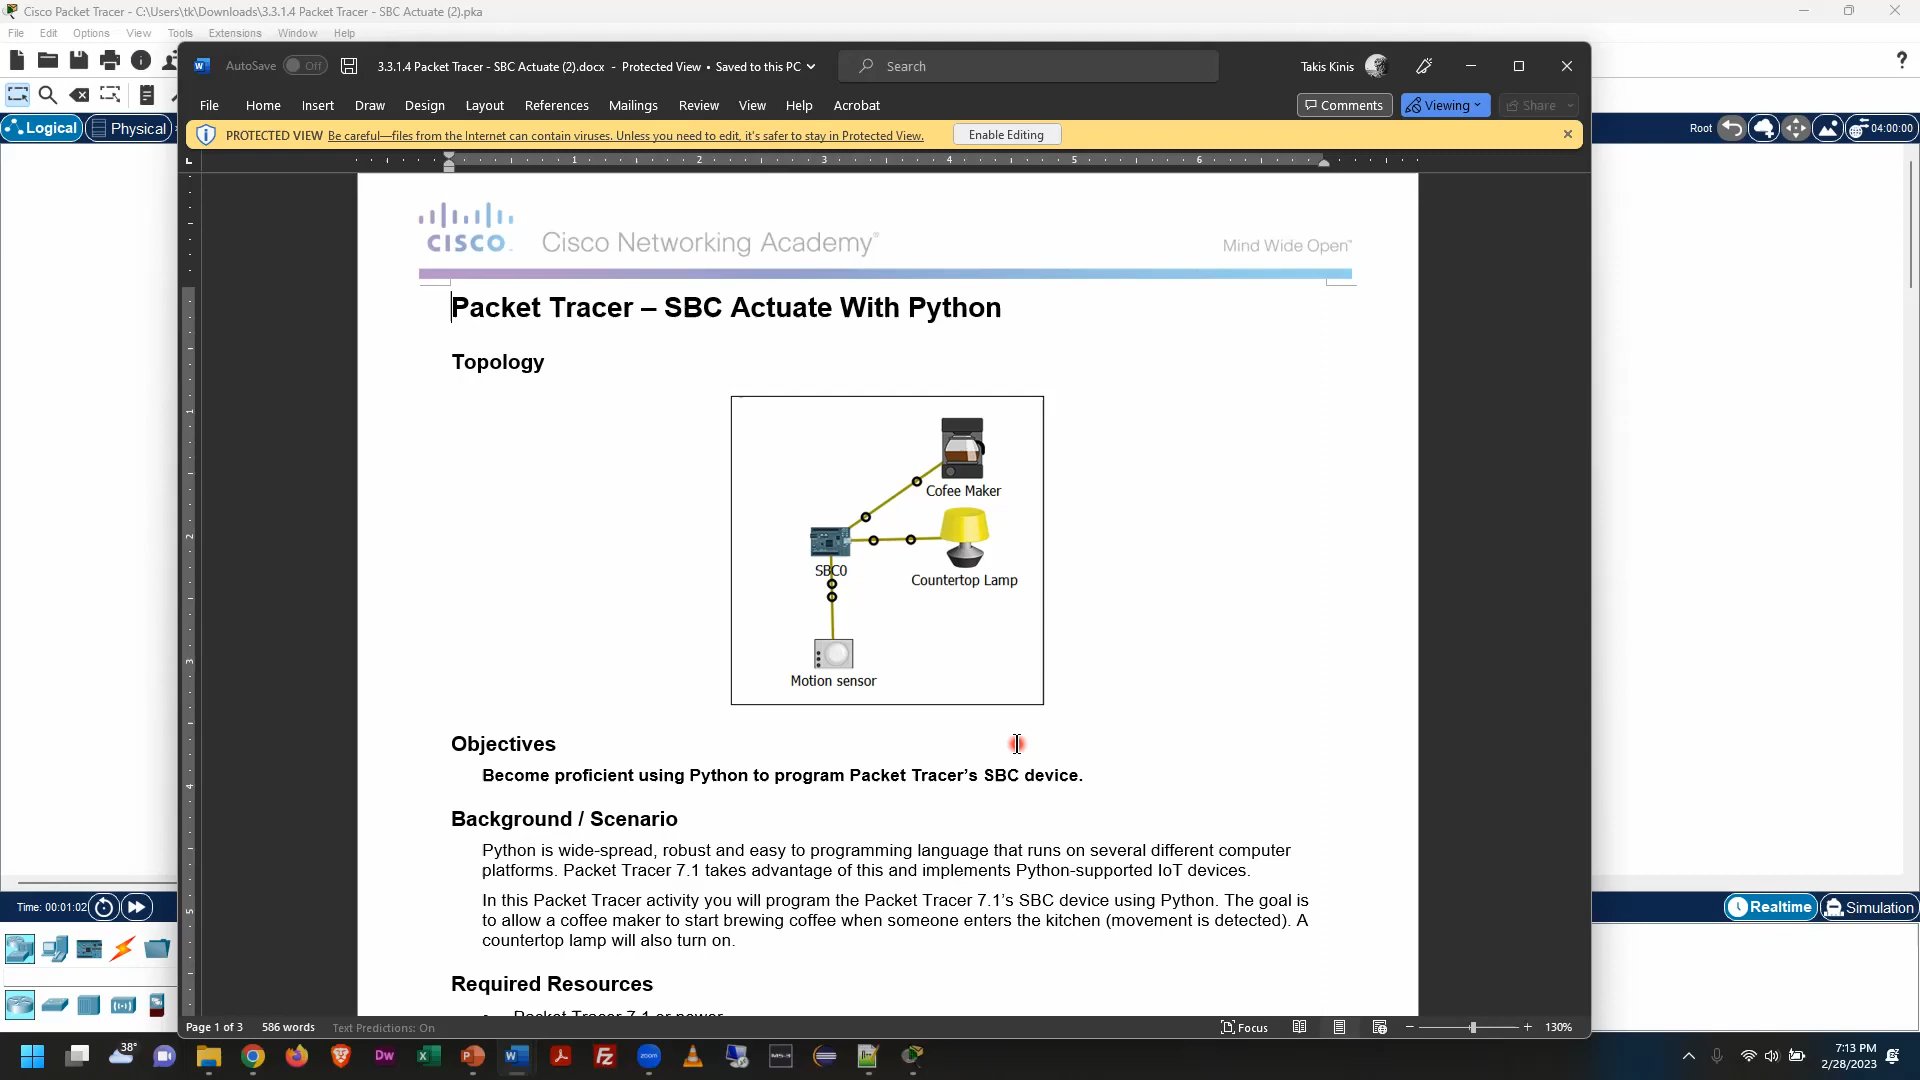 Cisco Packet Tracer - C:\Users\tk\Downloads\3.3.1.4 Packet Tracer - SBC Actuate (2).pka
File Edit Options View Tools Extensions Window Help
AutoSave Off 3.3.1.4 Packet Tracer - SBC Actuate (2).docx - Protected View • Saved to this PC Search Takis Kinis
File Home Insert Draw Design Layout References Mailings Review View Help Acrobat Comments Viewing Share
Logical Physical Root 04:00:00
PROTECTED VIEW Be careful—files from the Internet can contain viruses. Unless you need to edit, it's safer to stay in Protected View. Enable Editing
1 2 3 4 5 6
CISCO Cisco Networking Academy® Mind Wide Open™
Packet Tracer – SBC Actuate With Python
Topology
Cofee Maker
SBC0
Countertop Lamp
Motion sensor
Objectives
Become proficient using Python to program Packet Tracer’s SBC device.
Background / Scenario
Python is wide-spread, robust and easy to programming language that runs on several different computer
platforms. Packet Tracer 7.1 takes advantage of this and implements Python-supported IoT devices.
In this Packet Tracer activity you will program the Packet Tracer 7.1’s SBC device using Python. The goal is
to allow a coffee maker to start brewing coffee when someone enters the kitchen (movement is detected). A
countertop lamp will also turn on.
Required Resources
Time: 00:01:02 Realtime Simulation
Page 1 of 3 586 words Text Predictions: On Focus 130%
38° Dw zoom 7:13 PM
2/28/2023